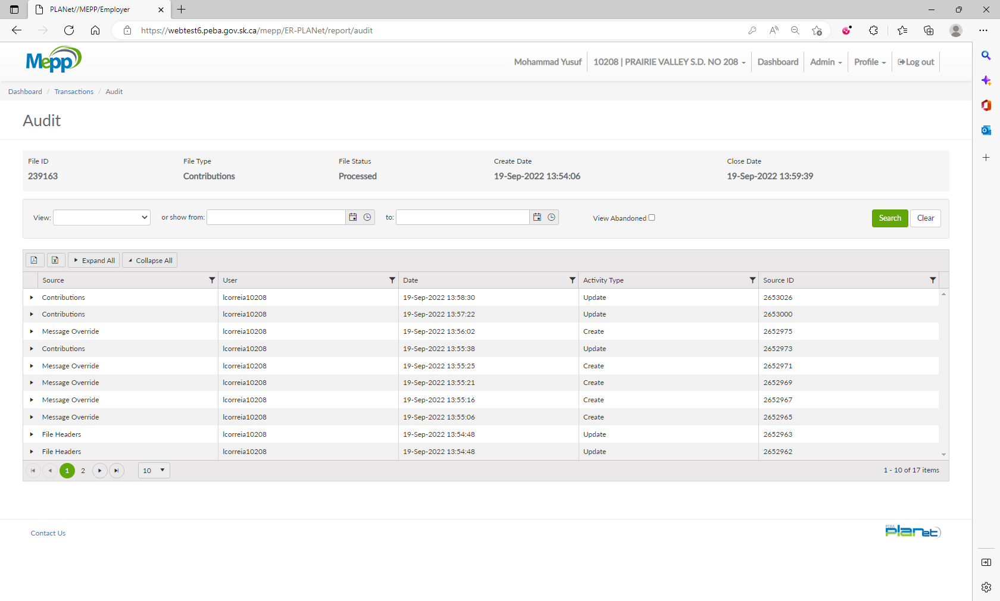 PLANet//MEPP/Employer
https://webtest6.peba.gov.sk.ca/mepp/ER-PLANet/report/audit
Mepp
Mohammad Yusuf
10208 | PRAIRIE VALLEY S.D. NO 208
Dashboard
Admin
Profile
Log out
Dashboard / Transactions / Audit
Audit
File ID File Type File Status Create Date Close Date
239163 Contributions Processed 19-Sep-2022 13:54:06 19-Sep-2022 13:59:39
View: or show from: to: View Abandoned Search Clear
Expand All Collapse All
Source User Date Activity Type Source ID
Contributions lcorreia10208 19-Sep-2022 13:58:30 Update 2653026
Contributions lcorreia10208 19-Sep-2022 13:57:22 Update 2653000
Message Override lcorreia10208 19-Sep-2022 13:56:02 Create 2652975
Contributions lcorreia10208 19-Sep-2022 13:55:38 Update 2652973
Message Override lcorreia10208 19-Sep-2022 13:55:25 Create 2652971
Message Override lcorreia10208 19-Sep-2022 13:55:21 Create 2652969
Message Override lcorreia10208 19-Sep-2022 13:55:16 Create 2652967
Message Override lcorreia10208 19-Sep-2022 13:55:06 Create 2652965
File Headers lcorreia10208 19-Sep-2022 13:54:48 Update 2652963
File Headers lcorreia10208 19-Sep-2022 13:54:48 Update 2652962
1 2 10 1 - 10 of 17 items
Contact Us
PEBA
planet